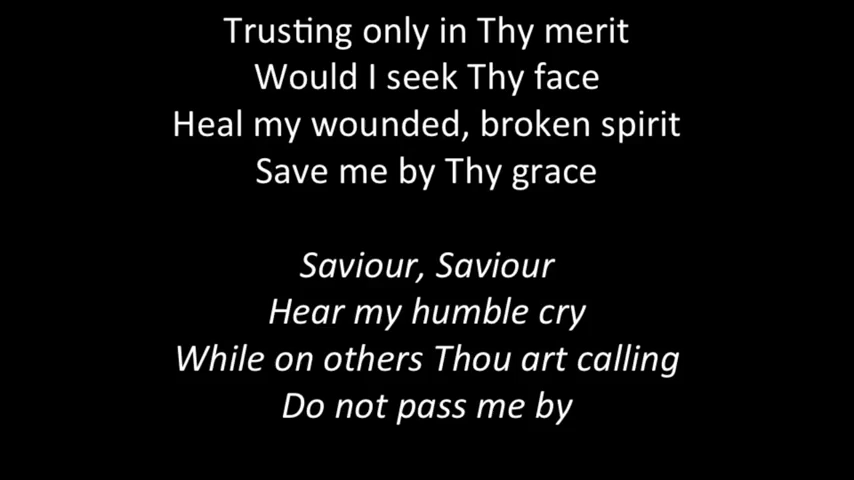 Trusting only in Thy merit
Would I seek Thy face
Heal my wounded, broken spirit
Save me by Thy grace
Saviour, Saviour
Hear my humble cry
While on others Thou art calling
Do not pass me by